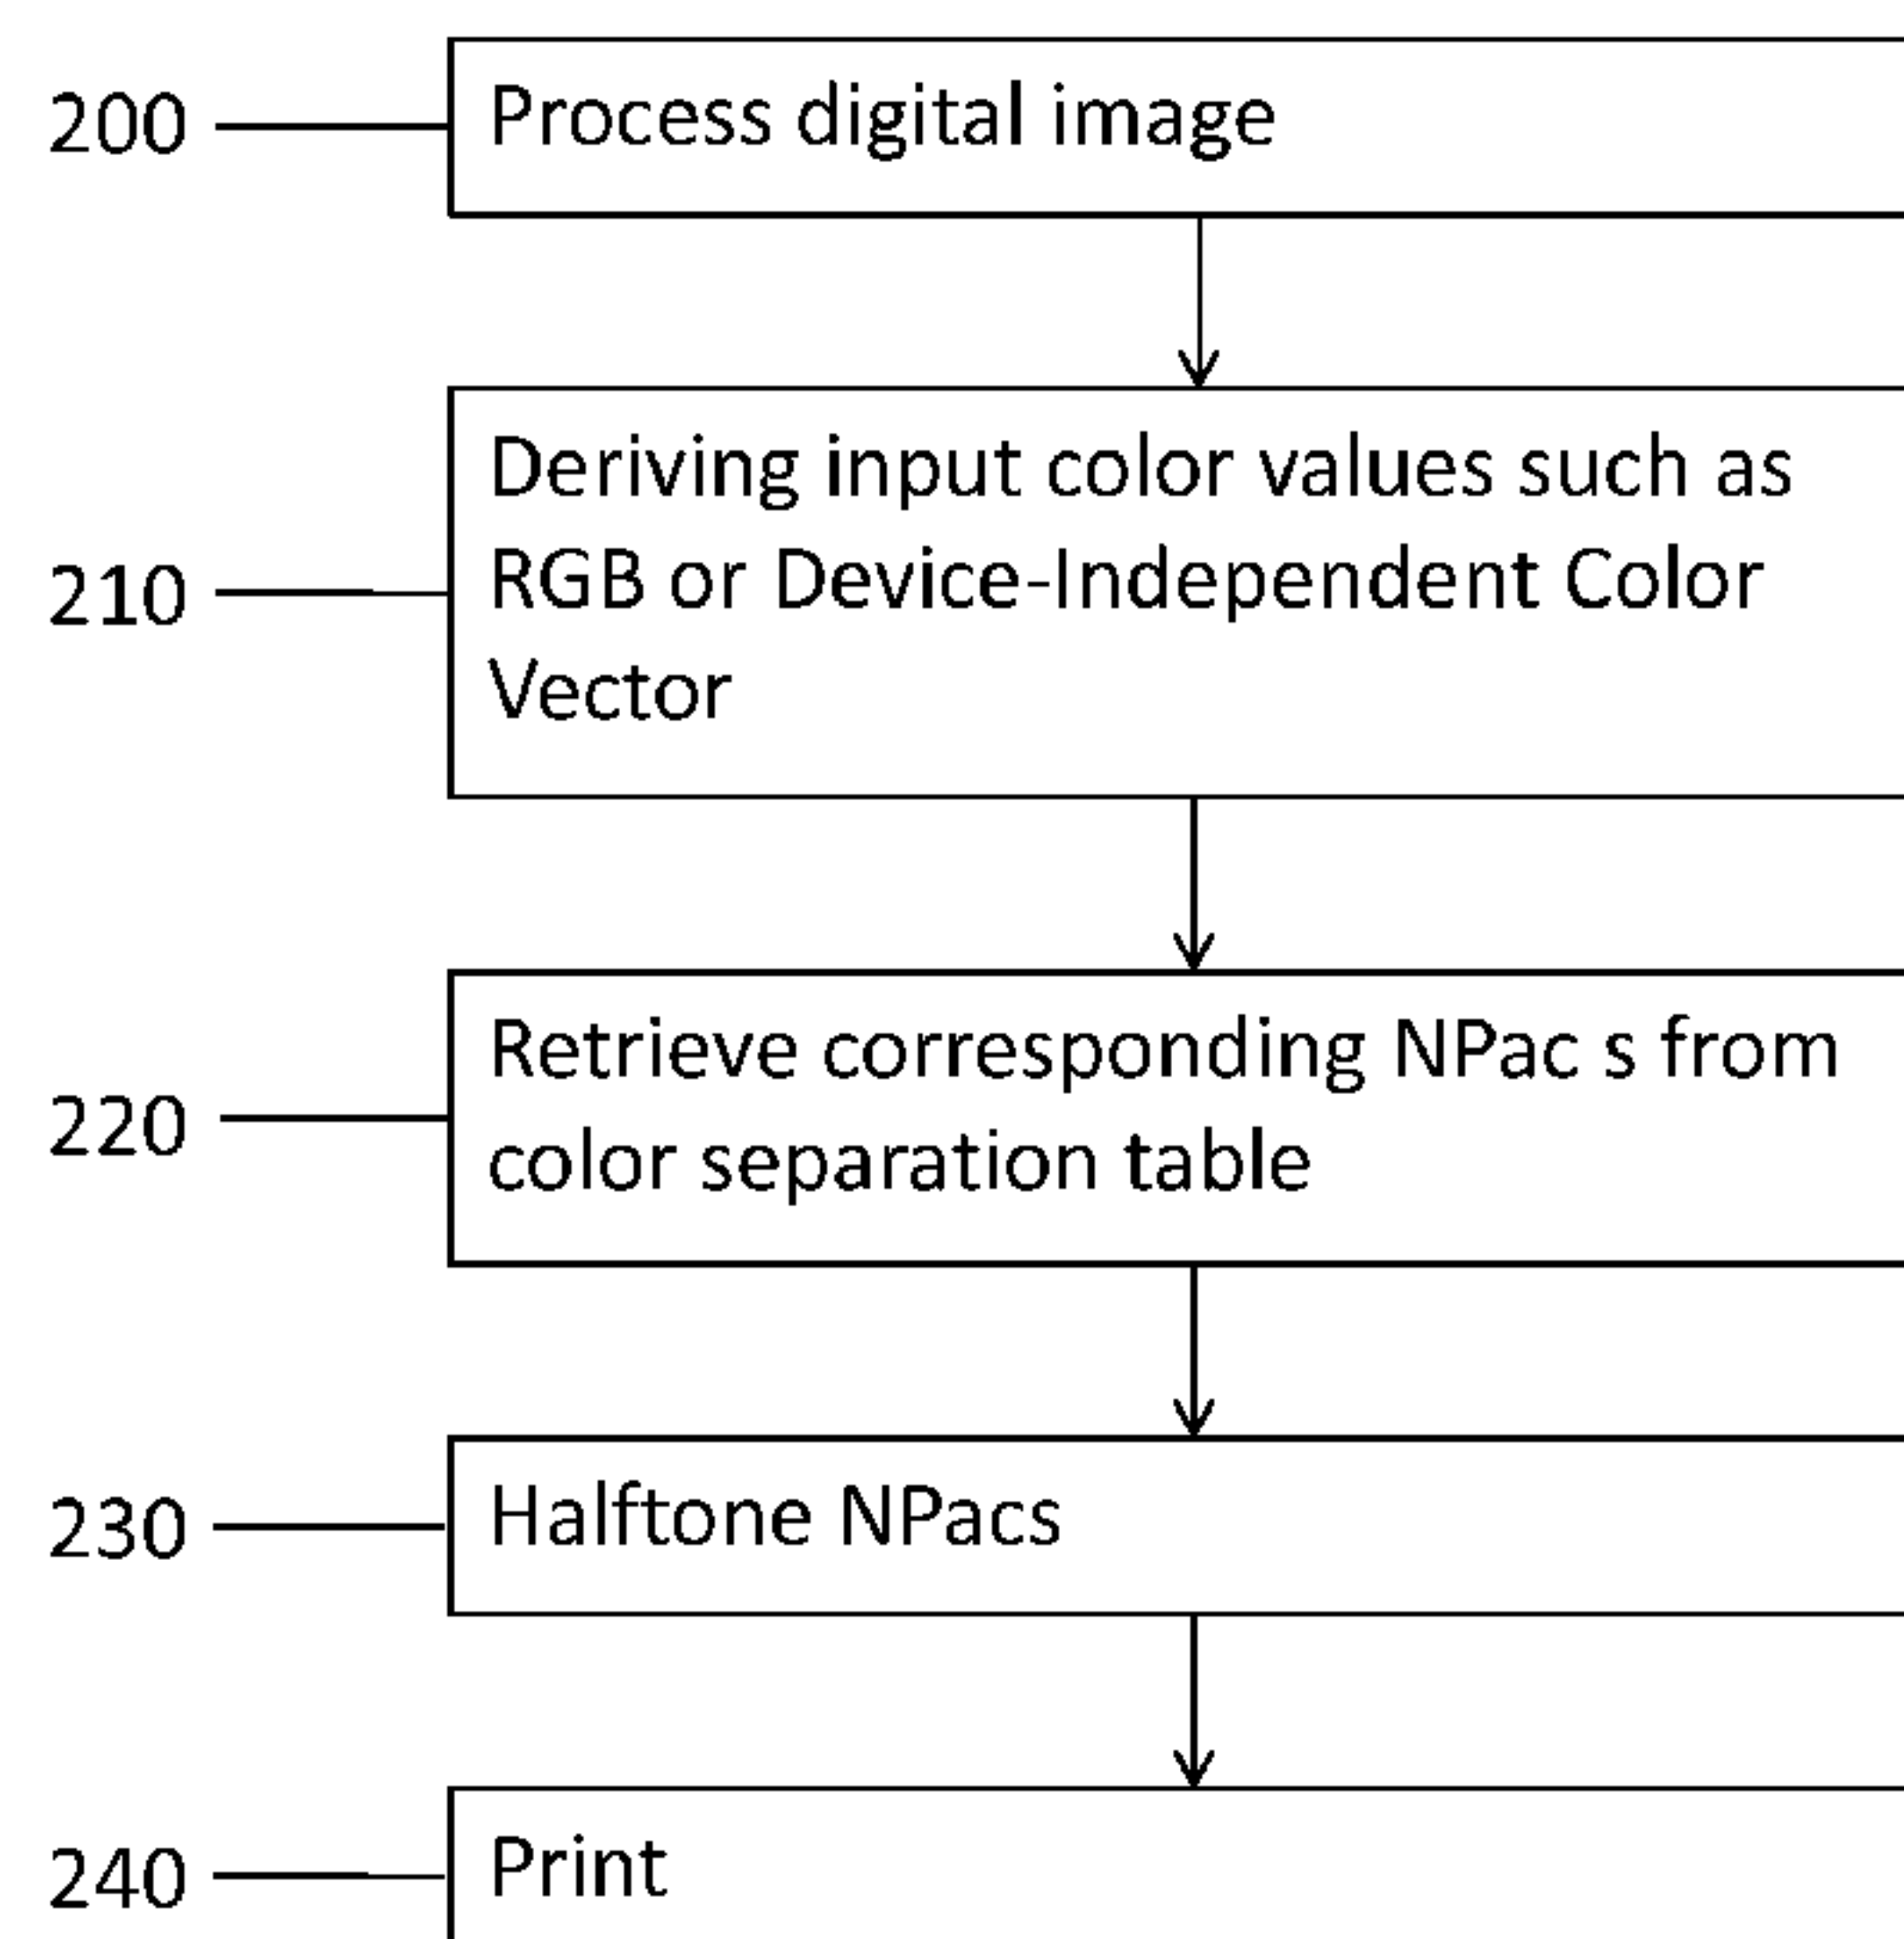 200
Process digital image
210
Deriving input color values such as
RGB or Device-Independent Color
Vector
220
Retrieve corresponding NPac s from
color separation table
230
Halftone NPacs
240
Print